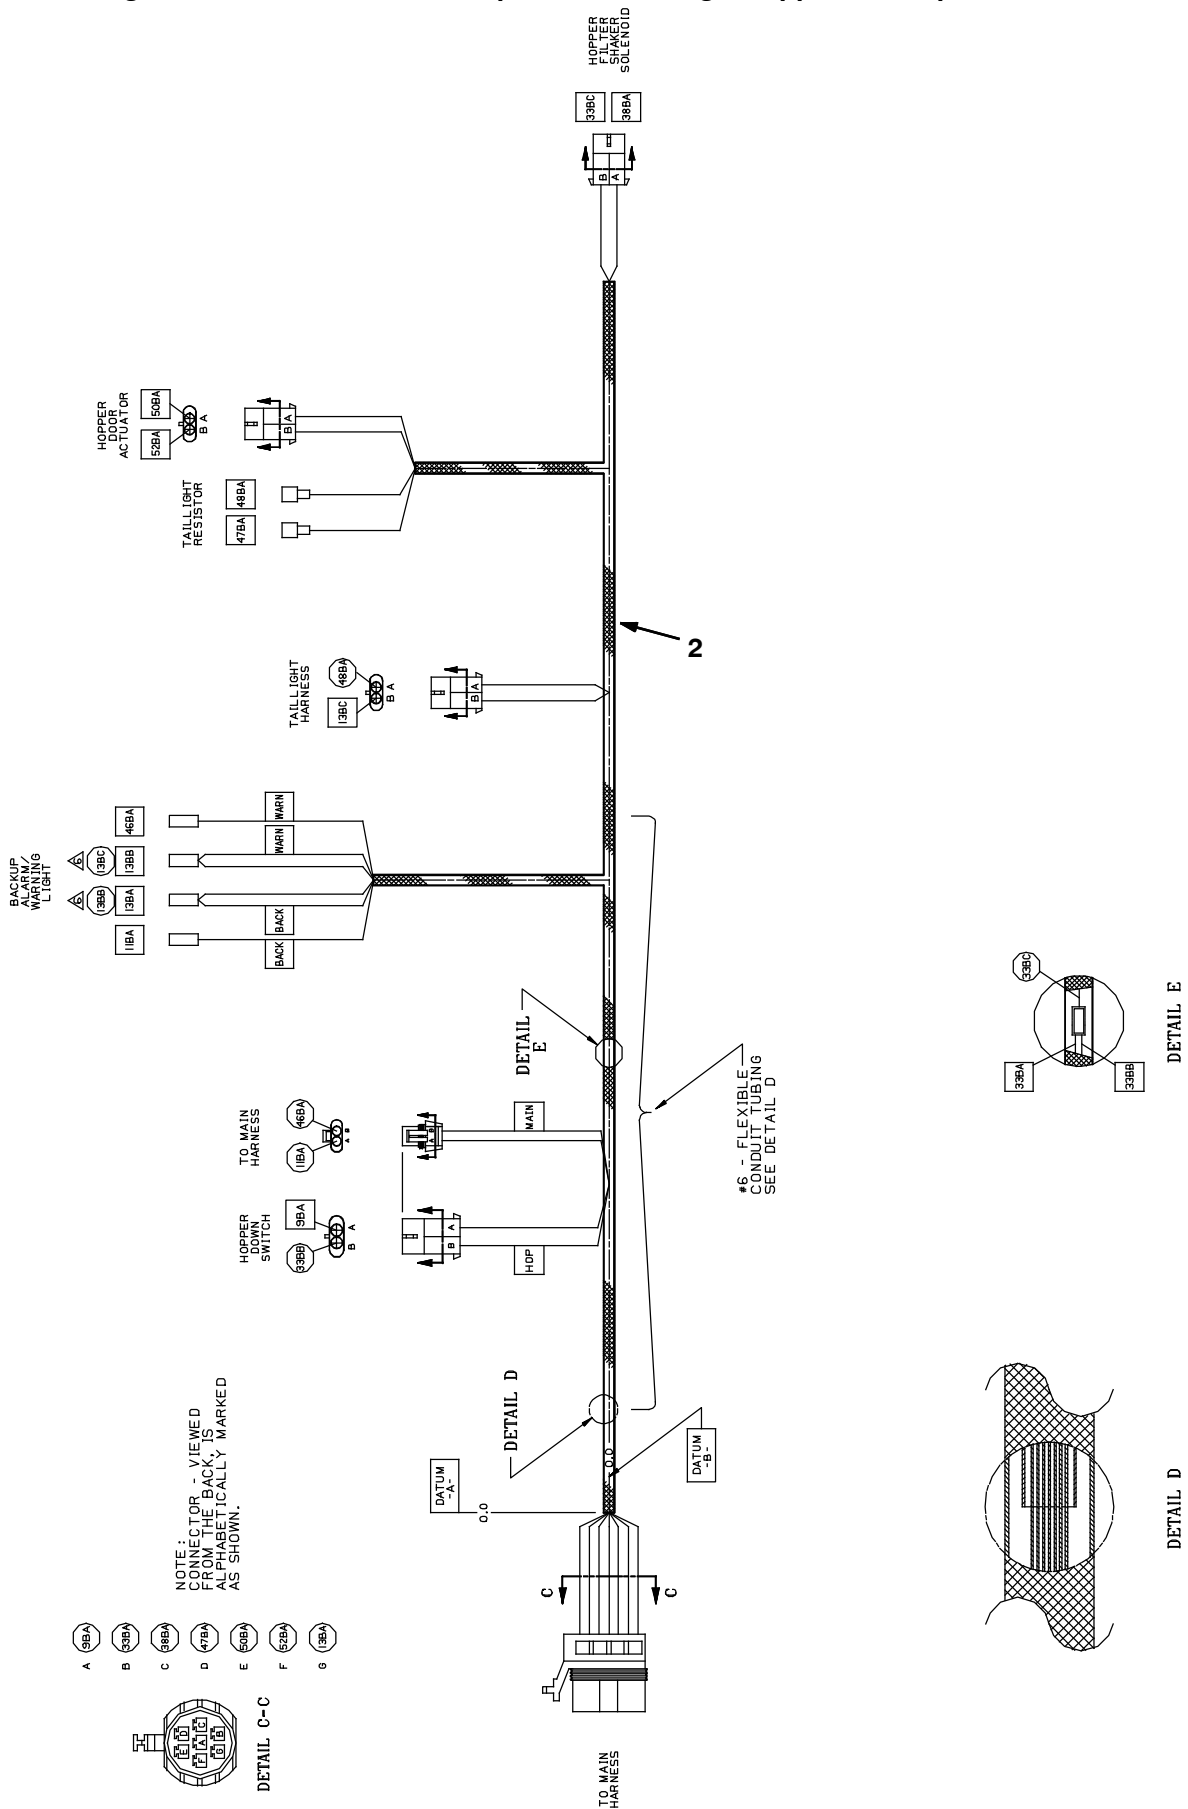 HOPPER
FILTER
SHAKER
SOLENOID
33BC
38BA
B
A
HOPPER
DOOR
ACTUATOR
52BA
50BA
B A
B A
TAILLIGHT
RESISTOR
47BA
48BA
2
TAILLIGHT
HARNESS
13BC
48BA
B A
B A
BACKUP
ALARM/
WARNING
LIGHT
6
6
13BC
13BB
11BA
13BA
13BB
46BA
BACK
BACK
WARN
WARN
DETAIL
E
#6 - FLEXIBLE
CONDUIT TUBING
SEE DETAIL D
TO MAIN
HARNESS
11BA
46BA
A B
A B
MAIN
HOPPER
DOWN
SWITCH
33BB
9BA
B A
B A
HOP
DETAIL D
DATUM
-A-
0.0
0.0
DATUM
-B-
C
C
NOTE:
CONNECTOR - VIEWED
FROM THE BACK, IS
ALPHABETICALLY MARKED
AS SHOWN.
A 9BA
B 33BA
C 38BA
D 47BA
E 50BA
F 52BA
G 13BA
E D
F A C
G B
DETAIL C-C
TO MAIN
HARNESS
33BA
33BB
33BC
DETAIL E
DETAIL D